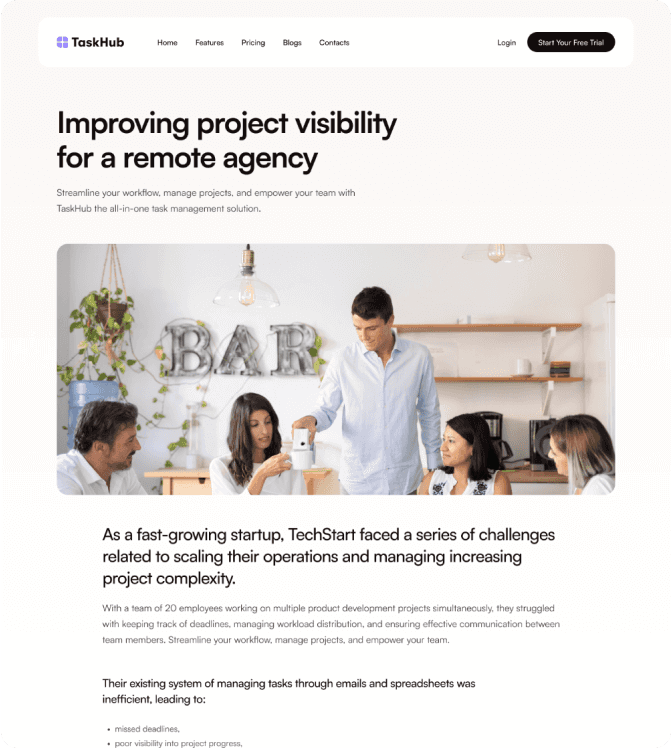 TaskHub
Home Features Pricing Blogs Contacts Login Start Your Free Trial
Improving project visibility
for a remote agency
Streamline your workflow, manage projects, and empower your team with
TaskHub the all-in-one task management solution.
BAR
As a fast-growing startup, TechStart faced a series of challenges
related to scaling their operations and managing increasing
project complexity.
With a team of 20 employees working on multiple product development projects simultaneously, they struggled
with keeping track of deadlines, managing workload distribution, and ensuring effective communication between
team members. Streamline your workflow, manage projects, and empower your team.
Their existing system of managing tasks through emails and spreadsheets was
inefficient, leading to:
• missed deadlines,
• poor visibility into project progress,